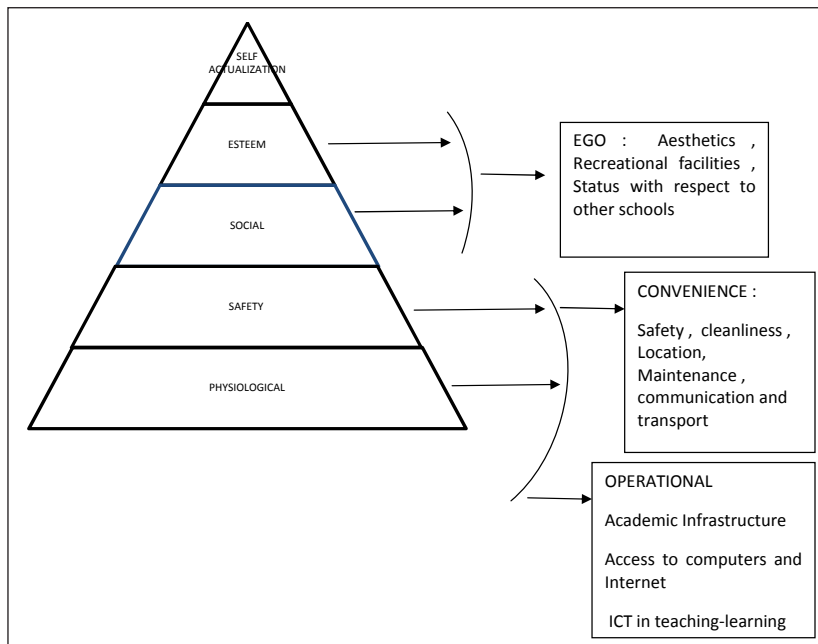 SELF
ACTUALIZATION
ESTEEM
SOCIAL
SAFETY
PHYSIOLOGICAL
EGO : Aesthetics ,
Recreational facilities ,
Status with respect to
other schools
CONVENIENCE :
Safety , cleanliness ,
Location,
Maintenance ,
communication and
transport
OPERATIONAL
Academic Infrastructure
Access to computers and
Internet
ICT in teaching-learning